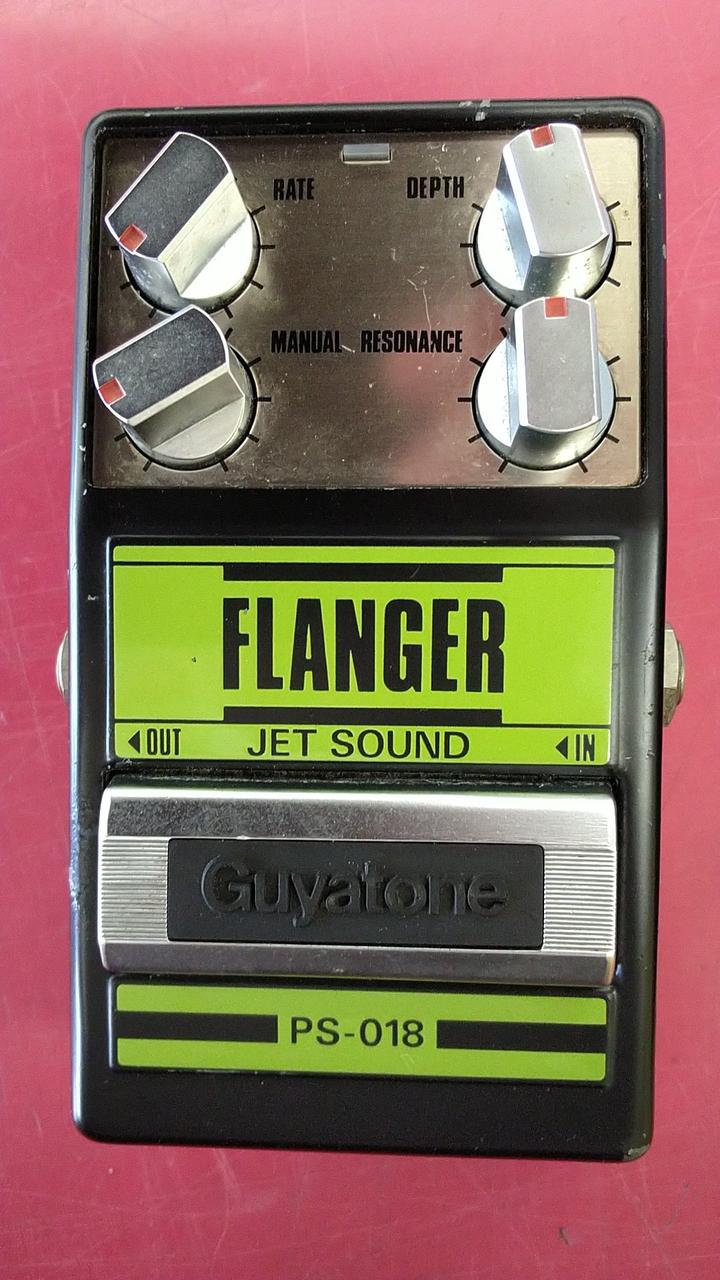 RATE DEPTH
MANUAL RESONANCE
FLANGER
◀OUT JET SOUND ◀IN
Guyatone
PS-018